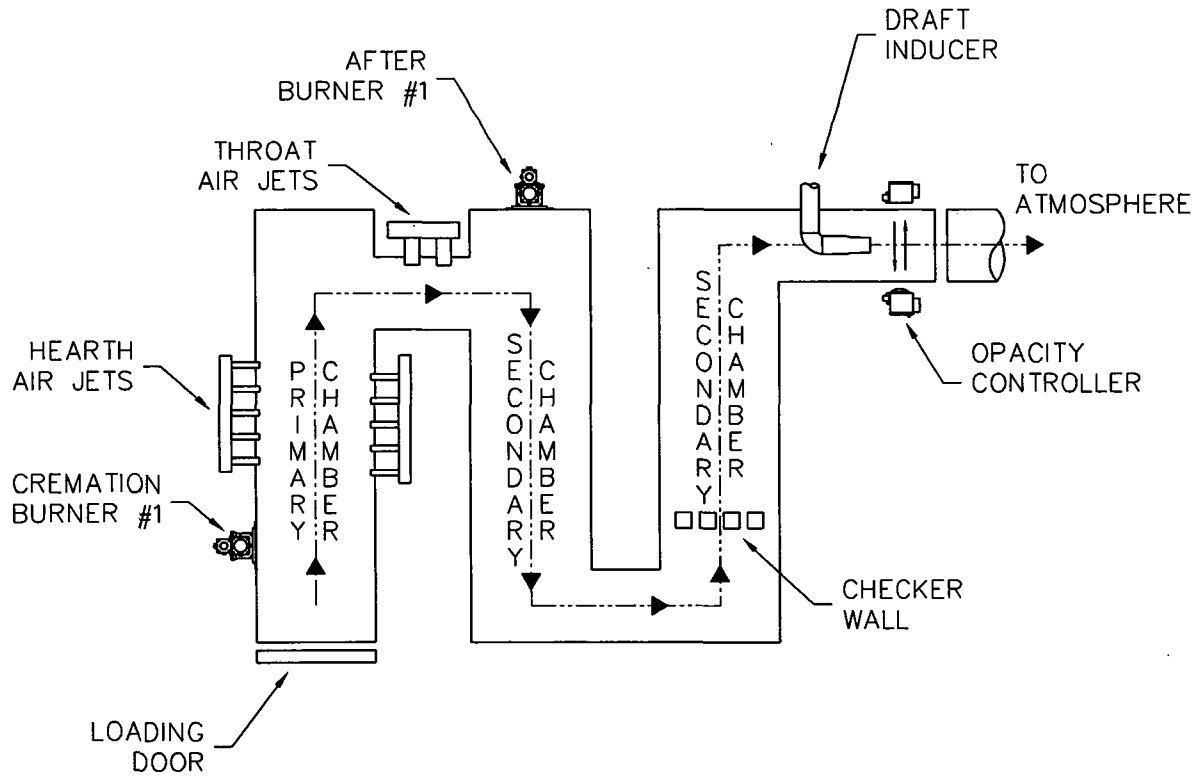 DRAFT
INDUCER
AFTER
BURNER #1
THROAT
AIR JETS
TO
ATMOSPHERE
HEARTH
AIR JETS
PRIMARY
CHAMBER
SECONDARY
CHAMBER
SECONDARY
CHAMBER
OPACITY
CONTROLLER
CREMATION
BURNER #1
CHECKER
WALL
LOADING
DOOR